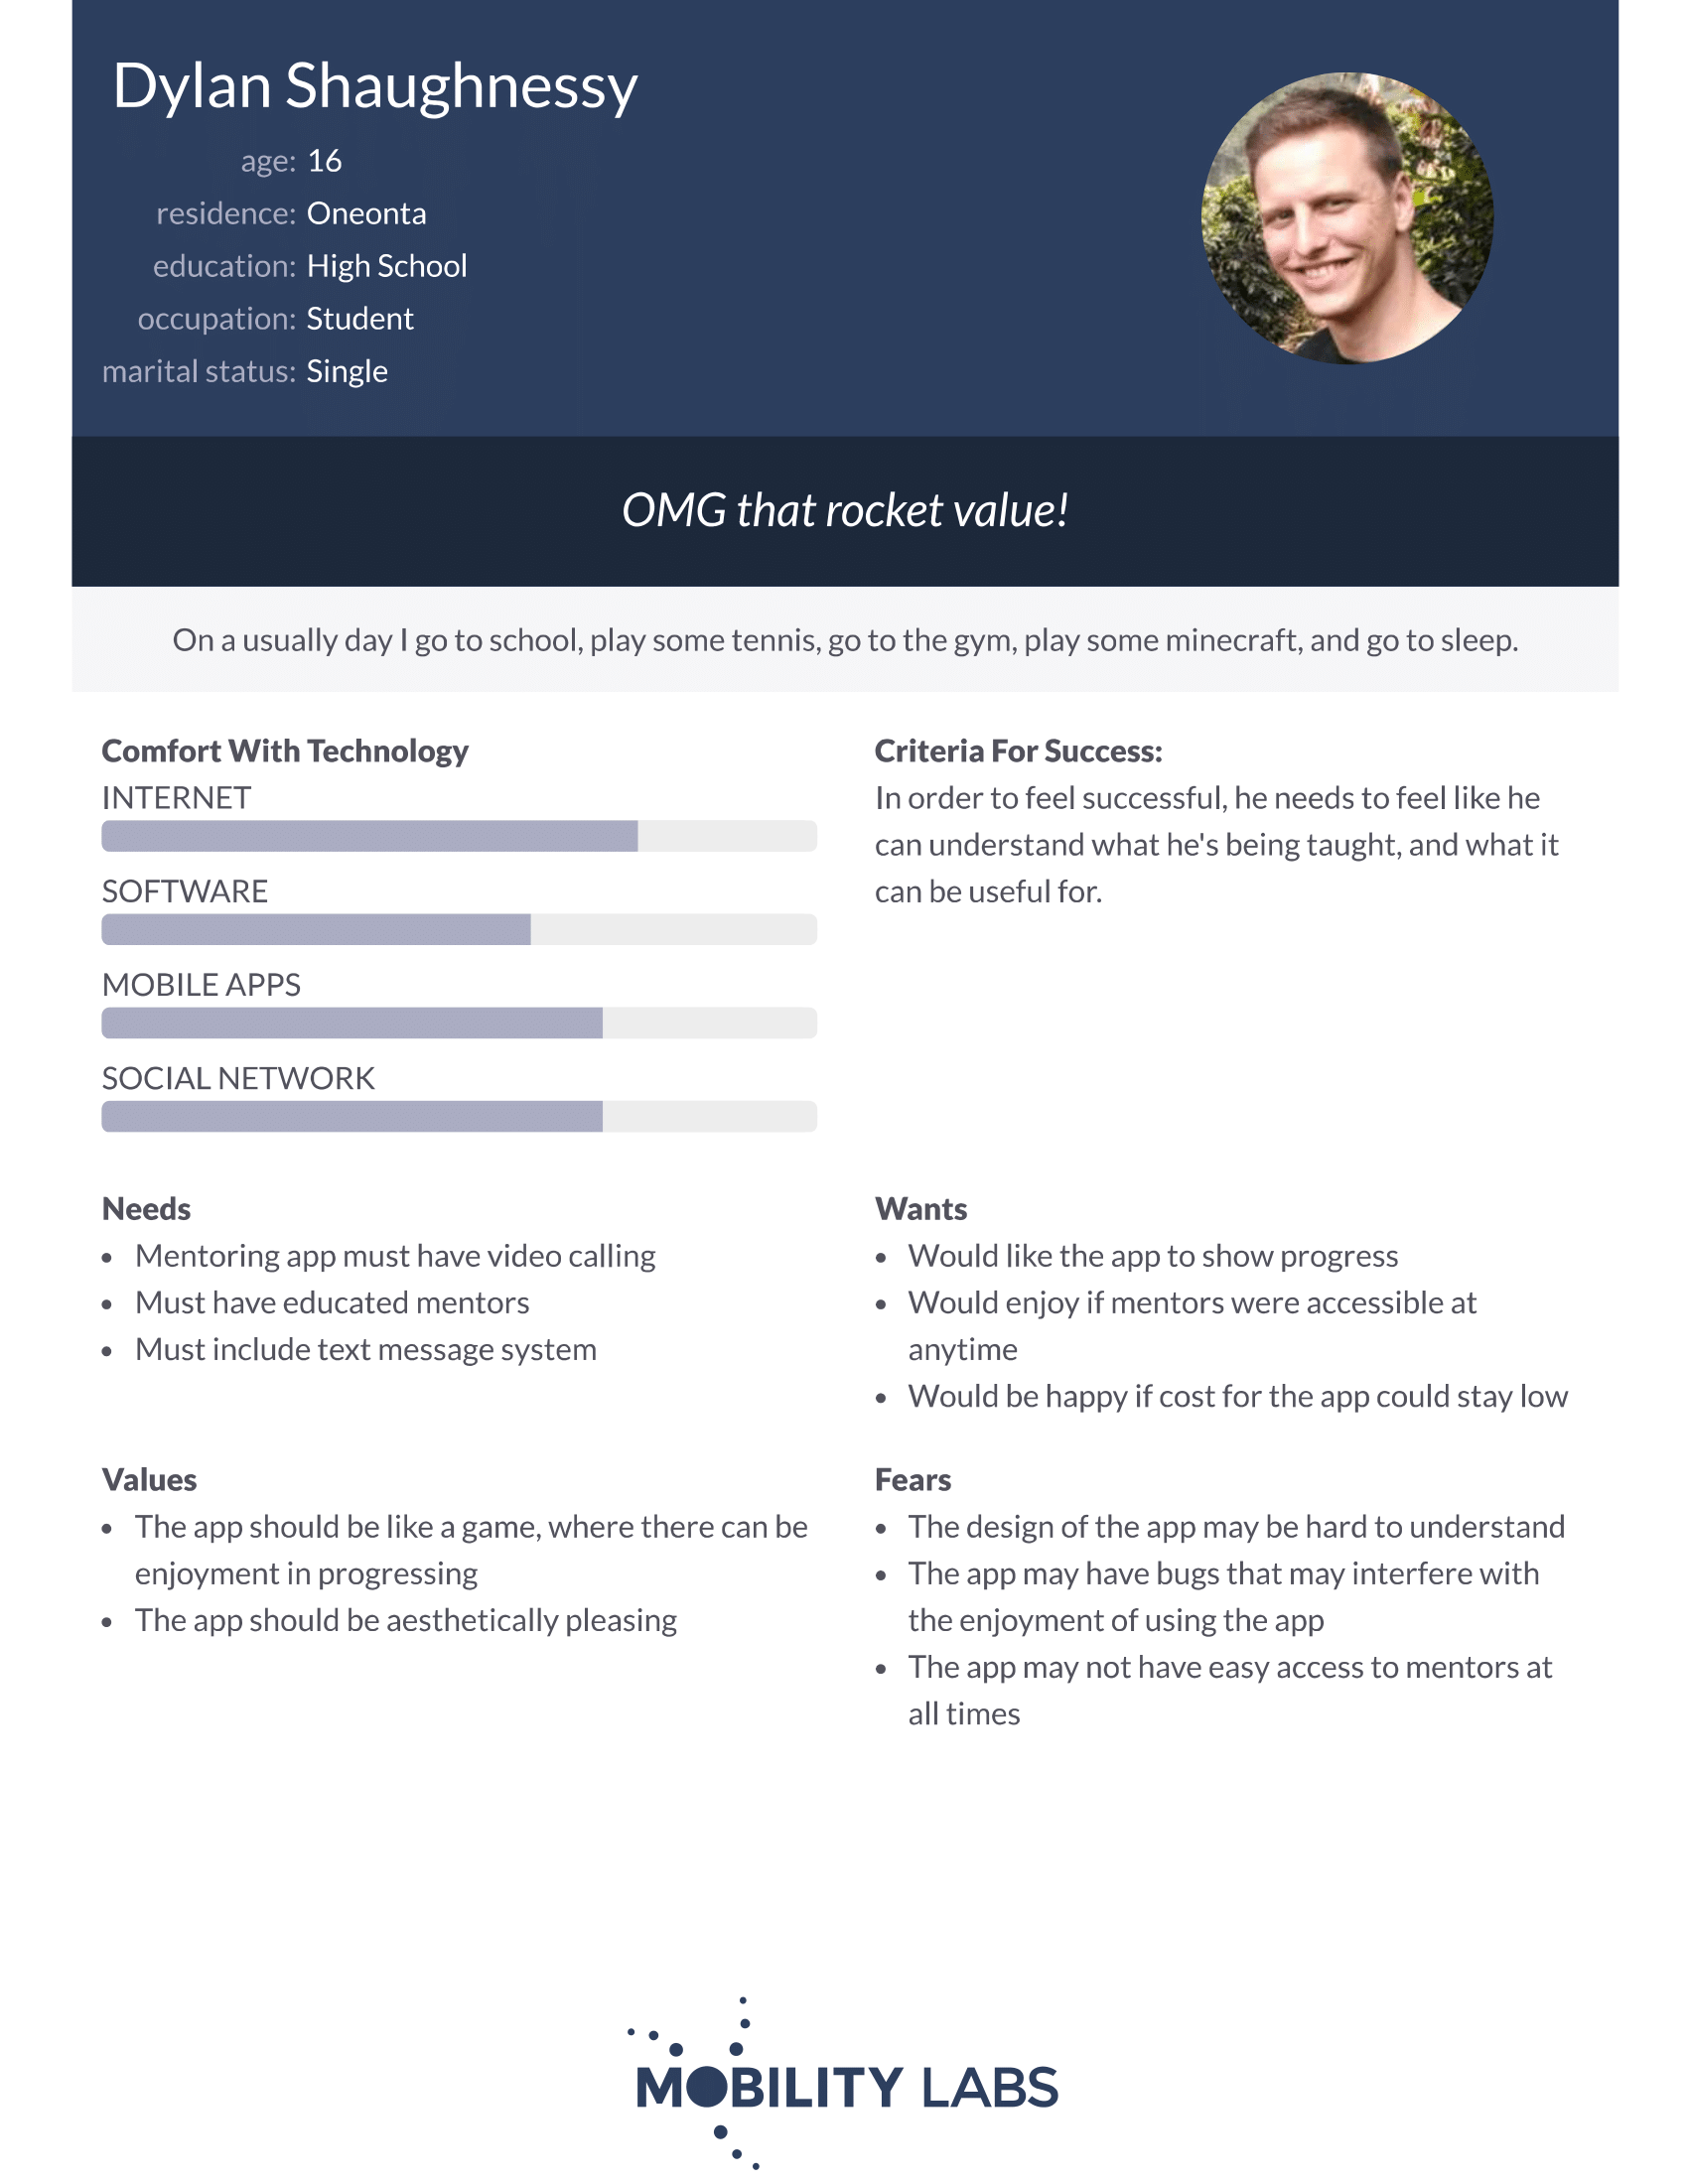 Dylan Shaughnessy
age: 16
residence: Oneonta
education: High School
occupation: Student
marital status: Single
OMG that rocket value!
On a usually day I go to school, play some tennis, go to the gym, play some minecraft, and go to sleep.
Comfort With Technology
INTERNET
SOFTWARE
MOBILE APPS
SOCIAL NETWORK
Criteria For Success:
In order to feel successful, he needs to feel like he
can understand what he's being taught, and what it
can be useful for.
Needs
• Mentoring app must have video calling
• Must have educated mentors
• Must include text message system
Wants
• Would like the app to show progress
• Would enjoy if mentors were accessible at
anytime
• Would be happy if cost for the app could stay low
Values
• The app should be like a game, where there can be
enjoyment in progressing
• The app should be aesthetically pleasing
Fears
• The design of the app may be hard to understand
• The app may have bugs that may interfere with
the enjoyment of using the app
• The app may not have easy access to mentors at
all times
MOBILITY LABS